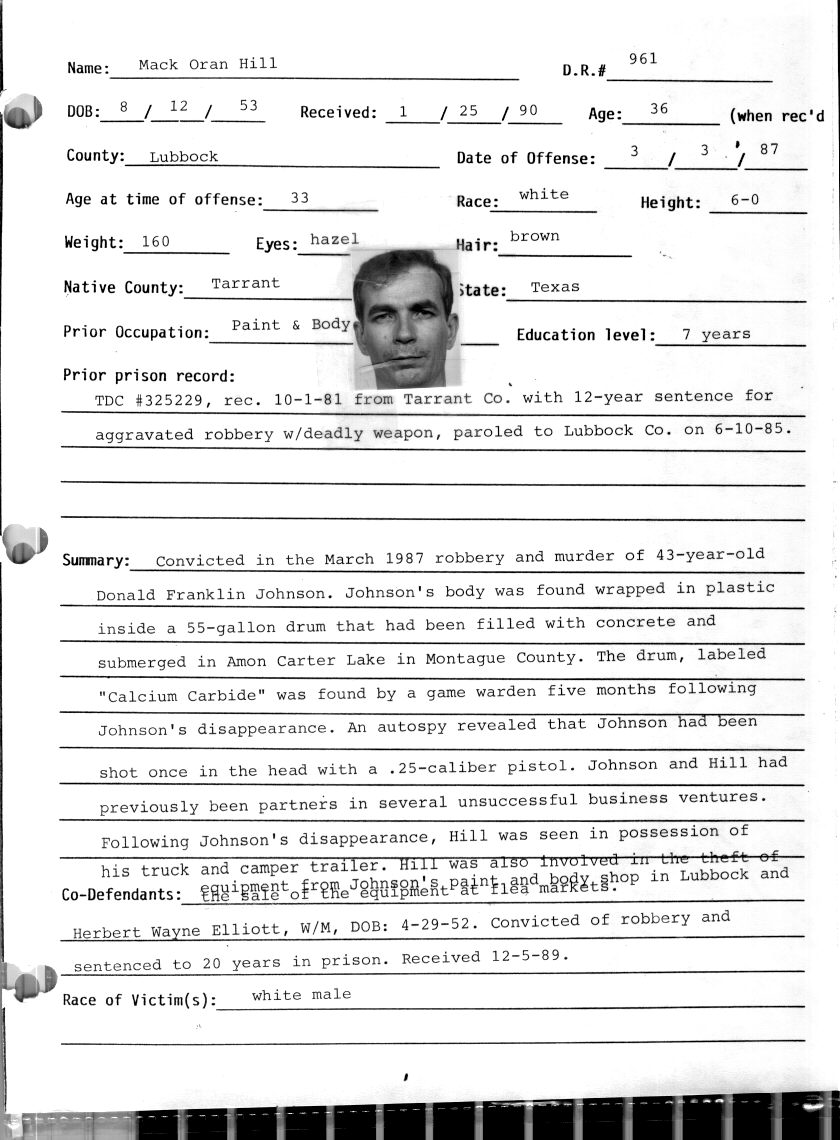 Name: Mack Oran Hill D.R.# 961
DOB: 8 / 12 / 53 Received: 1 / 25 / 90 Age: 36 (when rec'd
County: Lubbock Date of Offense: 3 / 3 / 87
Age at time of offense: 33 Race: white Height: 6-0
Weight: 160 Eyes: hazel Hair: brown
Native County: Tarrant State: Texas
Prior Occupation: Paint & Body Education level: 7 years
Prior prison record:
TDC #325229, rec. 10-1-81 from Tarrant Co. with 12-year sentence for
aggravated robbery w/deadly weapon, paroled to Lubbock Co. on 6-10-85.
Summary: Convicted in the March 1987 robbery and murder of 43-year-old
Donald Franklin Johnson. Johnson's body was found wrapped in plastic
inside a 55-gallon drum that had been filled with concrete and
submerged in Amon Carter Lake in Montague County. The drum, labeled
"Calcium Carbide" was found by a game warden five months following
Johnson's disappearance. An autospy revealed that Johnson had been
shot once in the head with a .25-caliber pistol. Johnson and Hill had
previously been partners in several unsuccessful business ventures.
Following Johnson's disappearance, Hill was seen in possession of
his truck and camper trailer. Hill was also involved in the theft of
equipment from Johnson's paint and body shop in Lubbock and
Co-Defendants: the sale of the equipment at flea markets.
Herbert Wayne Elliott, W/M, DOB: 4-29-52. Convicted of robbery and
sentenced to 20 years in prison. Received 12-5-89.
Race of Victim(s): white male